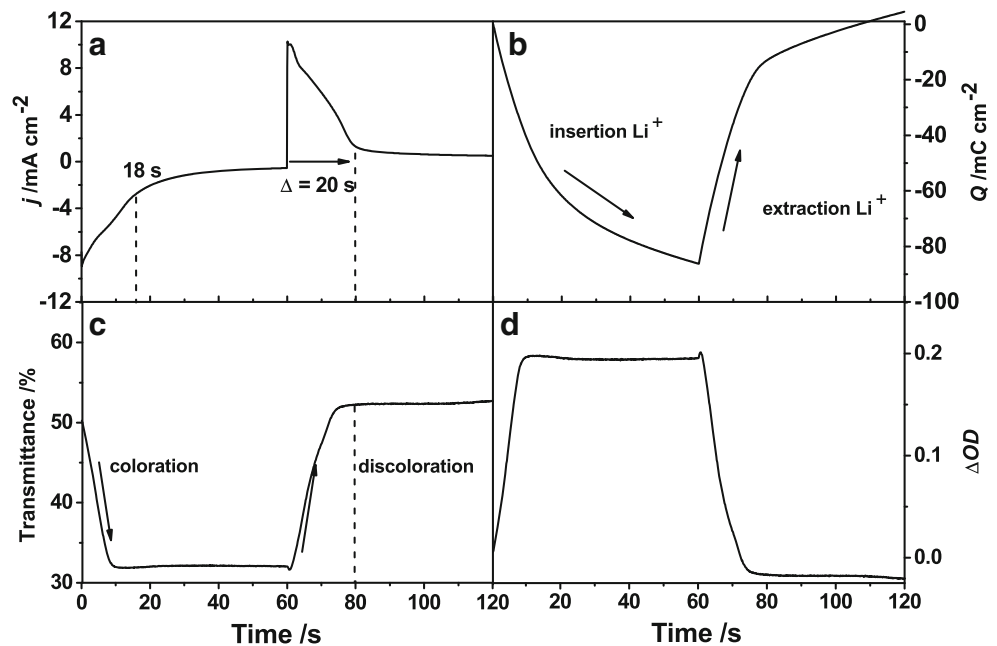 12
8
4
0
-4
-8
-12
j /mA cm-2
a
18 s
Δ = 20 s
b
insertion Li+
extraction Li+
0
-20
-40
-60
-80
-100
Q /mC cm-2
60
50
40
30
Transmittance /%
c
coloration
discoloration
0 20 40 60 80 100 120
Time /s
d
0.2
0.1
0.0
ΔOD
20 40 60 80 100 120
Time /s